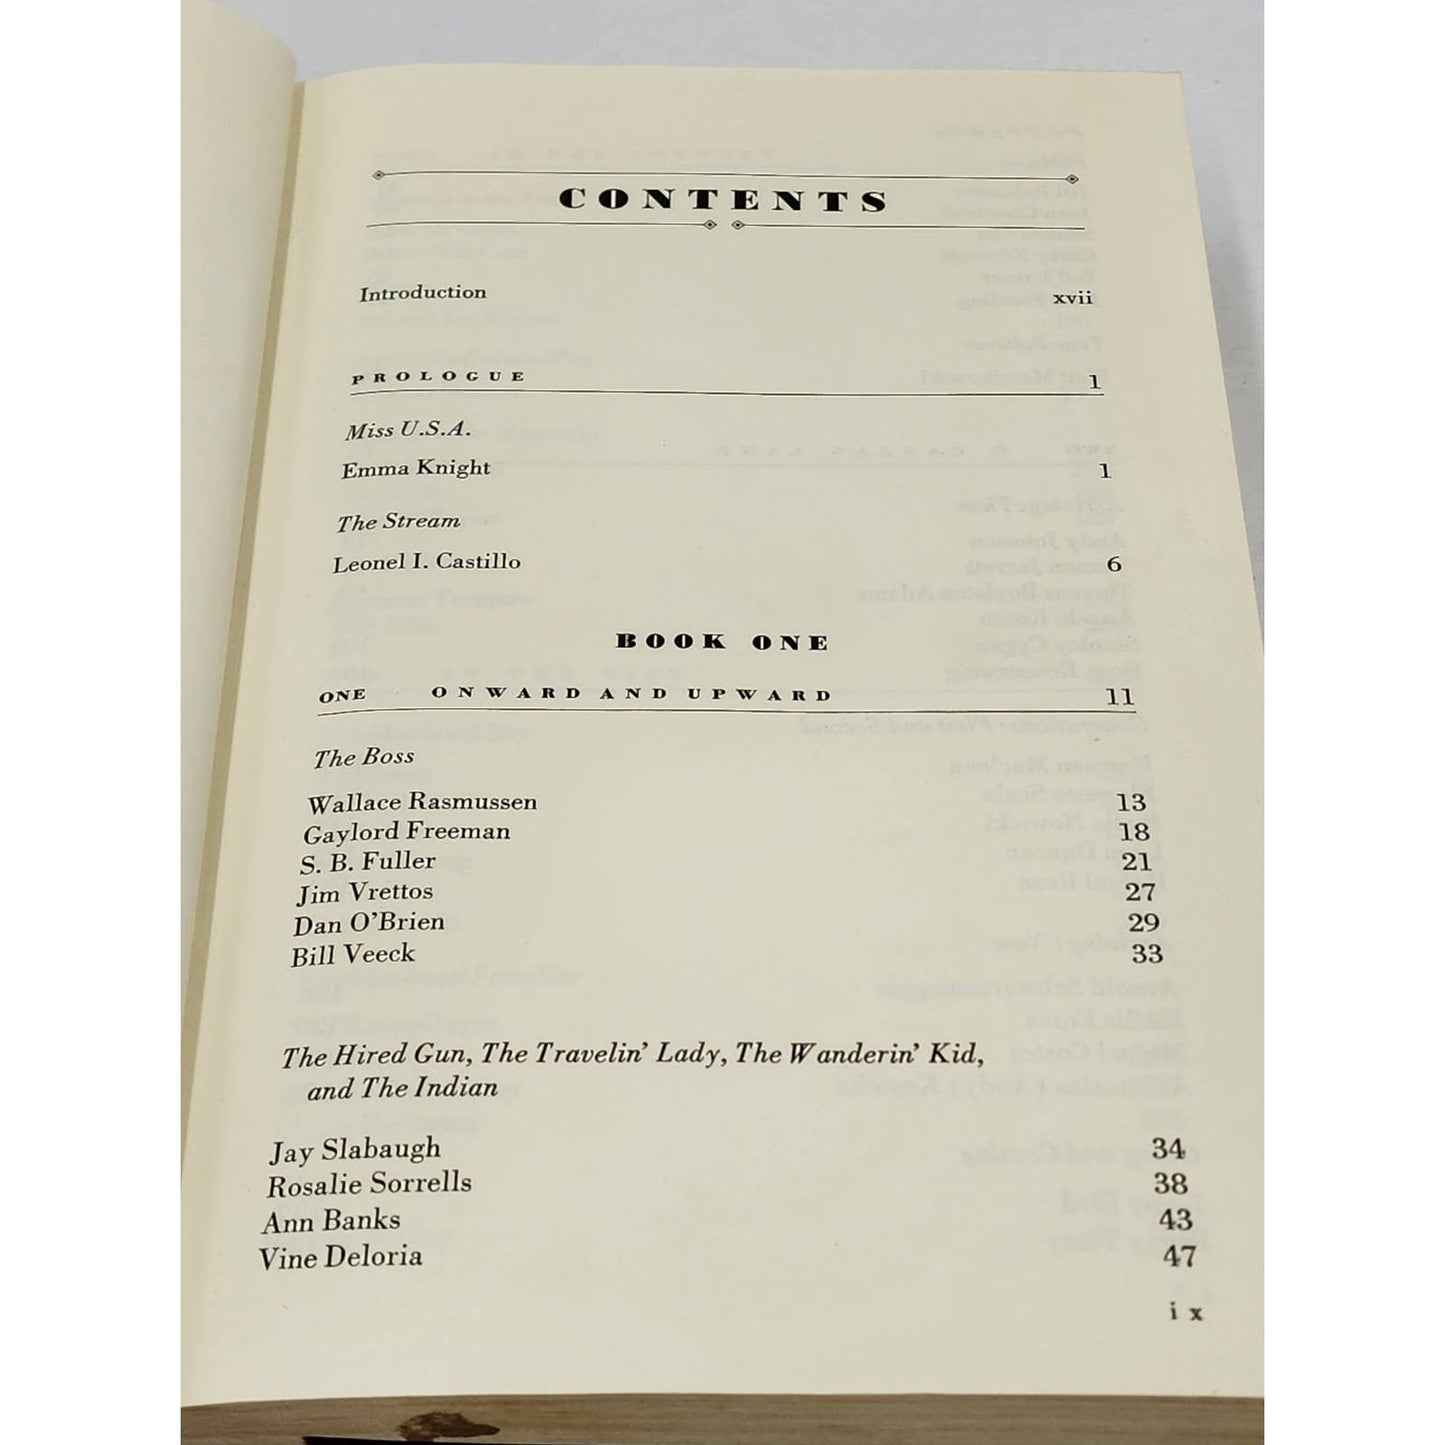 CONTENTS
Introduction xvii
PROLOGUE 1
Miss U.S.A.
Emma Knight 1
The Stream
Leonel I. Castillo 6
BOOK ONE
ONE ONWARD AND UPWARD 11
The Boss
Wallace Rasmussen 13
Gaylord Freeman 18
S. B. Fuller 21
Jim Vrettos 27
Dan O'Brien 29
Bill Veeck 33
The Hired Gun, The Travelin' Lady, The Wanderin' Kid,
and The Indian
Jay Slabaugh 34
Rosalie Sorrells 38
Ann Banks 43
Vine Deloria 47
ix